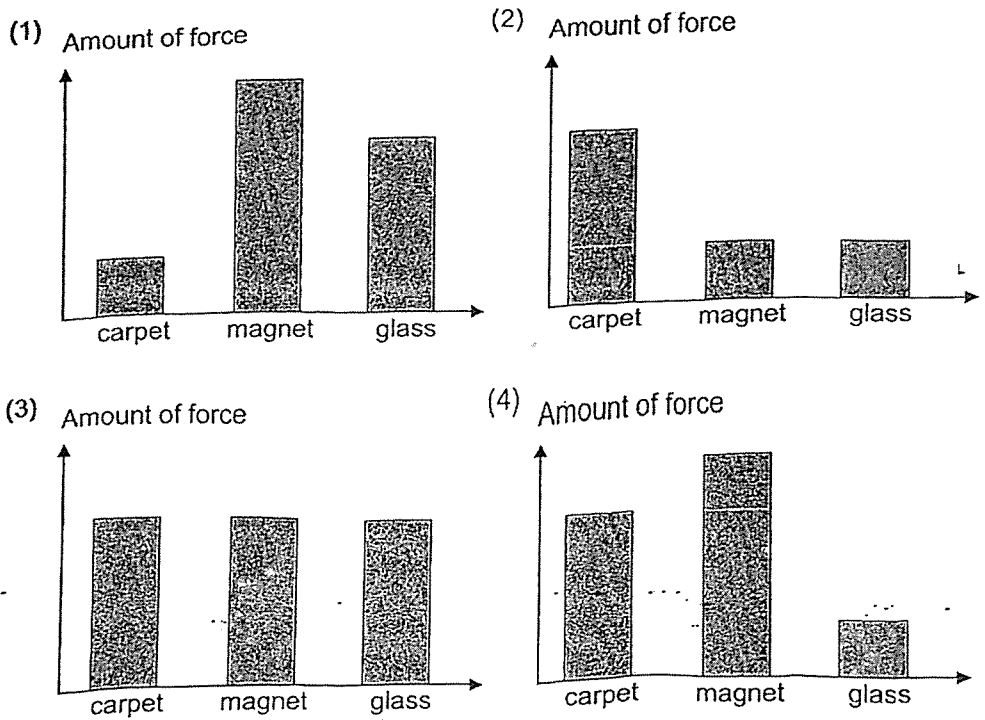 (1) Amount of force
carpet magnet glass
(2) Amount of force
carpet magnet glass
(3) Amount of force
carpet magnet glass
(4) Amount of force
carpet magnet glass